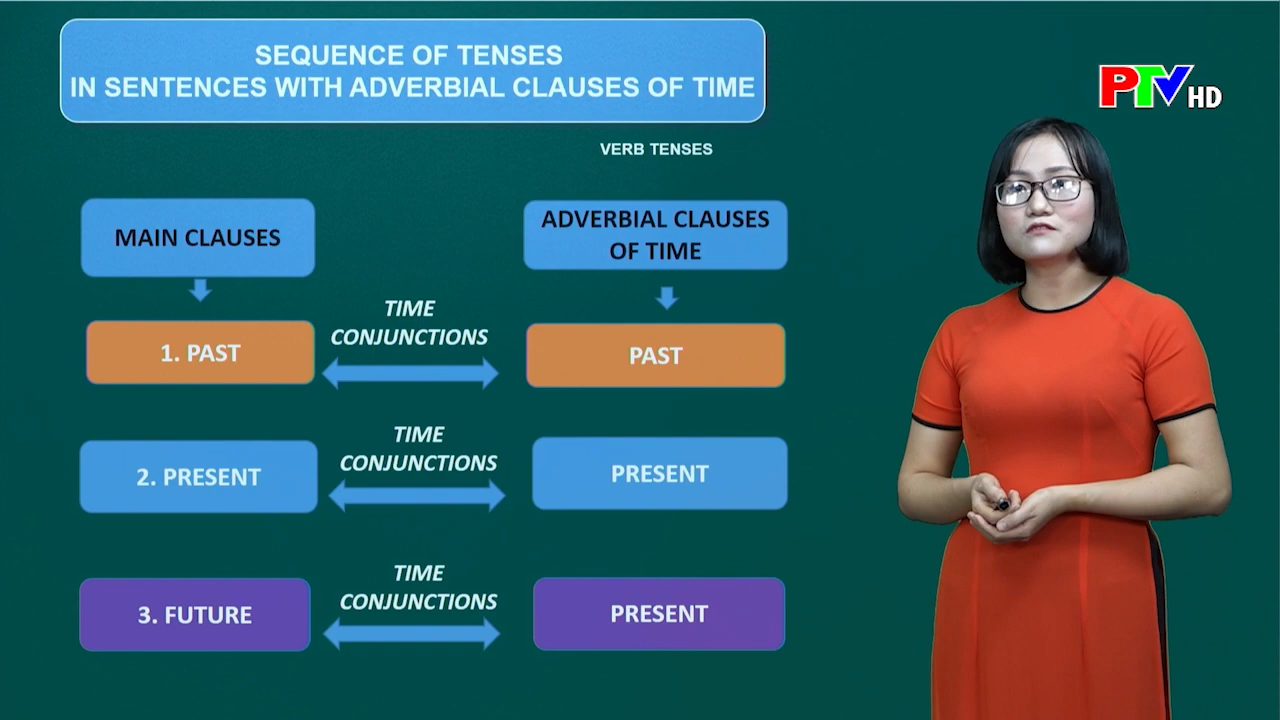 SEQUENCE OF TENSES
IN SENTENCES WITH ADVERBIAL CLAUSES OF TIME
PTV HD
VERB TENSES
MAIN CLAUSES
ADVERBIAL CLAUSES
OF TIME
TIME
CONJUNCTIONS
1. PAST
PAST
TIME
CONJUNCTIONS
2. PRESENT
PRESENT
TIME
CONJUNCTIONS
3. FUTURE
PRESENT